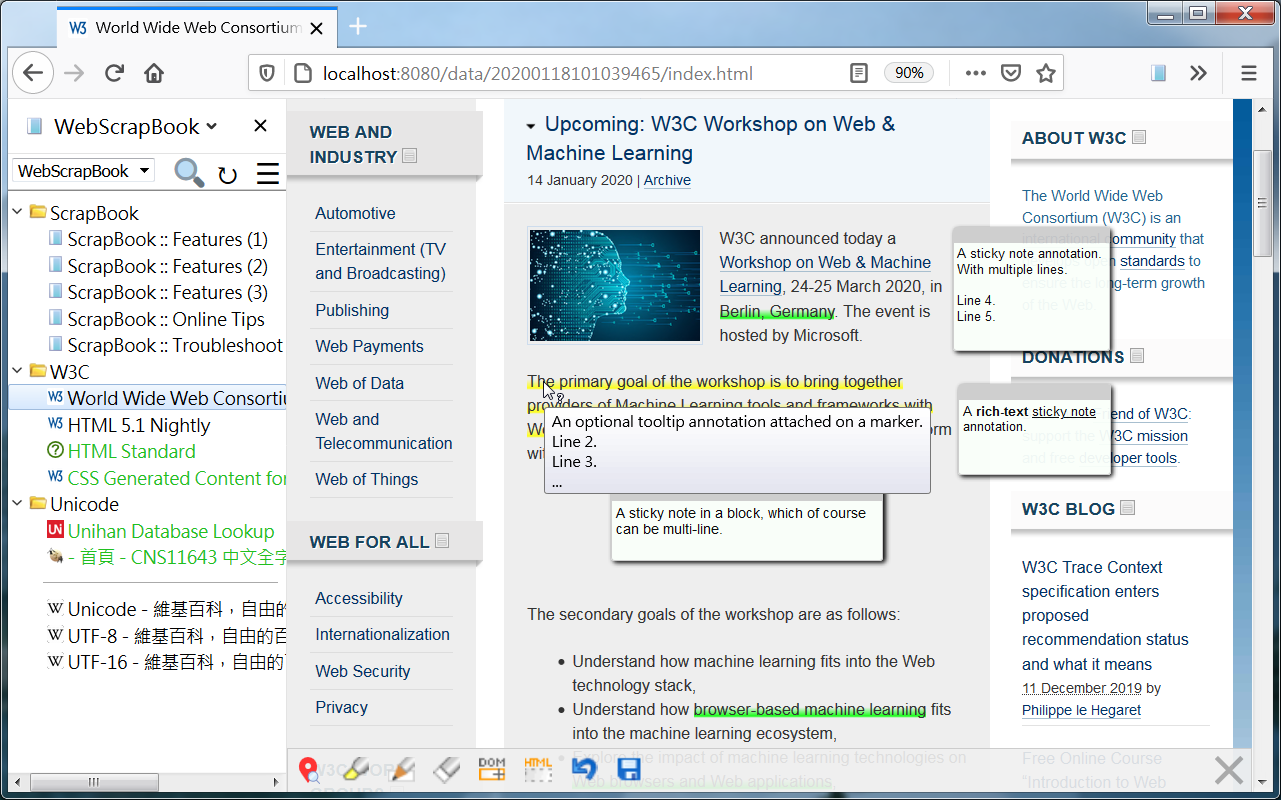 World Wide Web Consortium
localhost:8080/data/20200118101039465/index.html
90%
WebScrapBook
WebScrapBook
ScrapBook
ScrapBook :: Features (1)
ScrapBook :: Features (2)
ScrapBook :: Features (3)
ScrapBook :: Online Tips
ScrapBook :: Troubleshoot
W3C
World Wide Web Consortiu
HTML 5.1 Nightly
HTML Standard
CSS Generated Content for
Unicode
Unihan Database Lookup
- 首頁 - CNS11643 中文全字
Unicode - 維基百科，自由的
UTF-8 - 維基百科，自由的百
UTF-16 - 維基百科，自由的
WEB AND
INDUSTRY
Automotive
Entertainment (TV
and Broadcasting)
Publishing
Web Payments
Web of Data
Web and
Telecommunication
Web of Things
WEB FOR ALL
Accessibility
Internationalization
Web Security
Privacy
W3C FOR
GROUPS
Upcoming: W3C Workshop on Web &
Machine Learning
14 January 2020 | Archive
W3C announced today a
Workshop on Web & Machine
Learning, 24-25 March 2020, in
Berlin, Germany. The event is
hosted by Microsoft.
The primary goal of the workshop is to bring together
providers of Machine Learning tools and frameworks with
An optional tooltip annotation attached on a marker.
Line 2.
Line 3.
...
A sticky note in a block, which of course
can be multi-line.
The secondary goals of the workshop are as follows:
Understand how machine learning fits into the Web
technology stack,
Understand how browser-based machine learning fits
into the machine learning ecosystem,
Explore the impact of machine learning technologies on
Web browsers and Web applications
DOM
HTML
ABOUT W3C
The World Wide Web
Consortium (W3C) is an
international community that
standards to
ensure the long-term growth
of the Web.
A sticky note annotation.
With multiple lines.
Line 4.
Line 5.
DONATIONS
end of W3C:
support the W3C mission
and free developer tools.
A rich-text sticky note
annotation.
W3C BLOG
W3C Trace Context
specification enters
proposed
recommendation status
and what it means
11 December 2019 by
Philippe le Hegaret
Free Online Course
"Introduction to Web